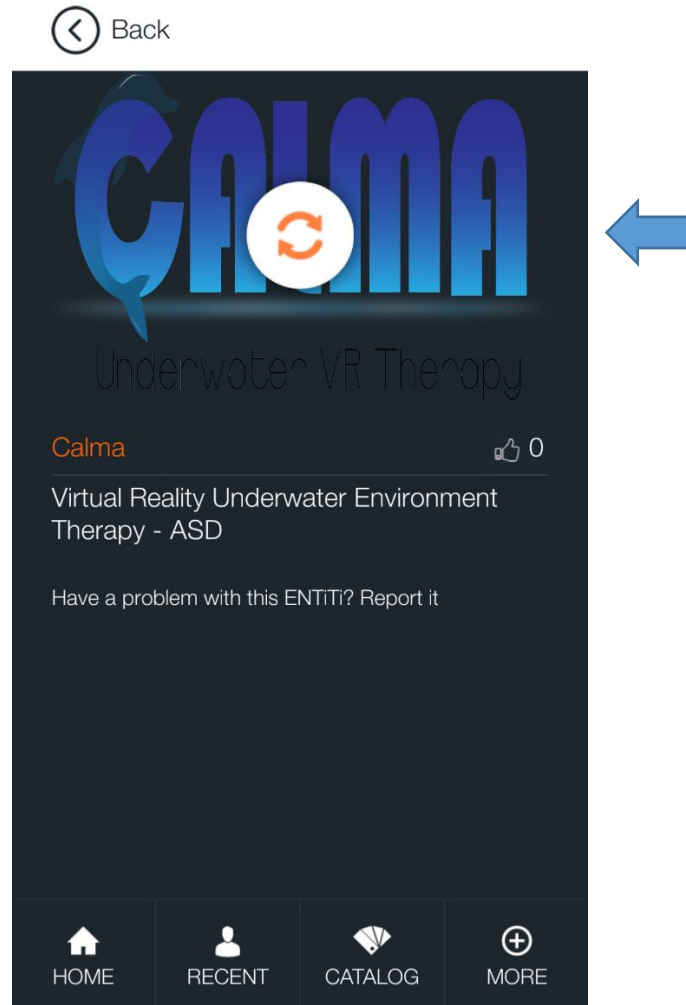 Back
CALMA
Underwater VR Therapy
Calma
0
Virtual Reality Underwater Environment
Therapy - ASD
Have a problem with this ENTiTi? Report it
HOME RECENT CATALOG MORE